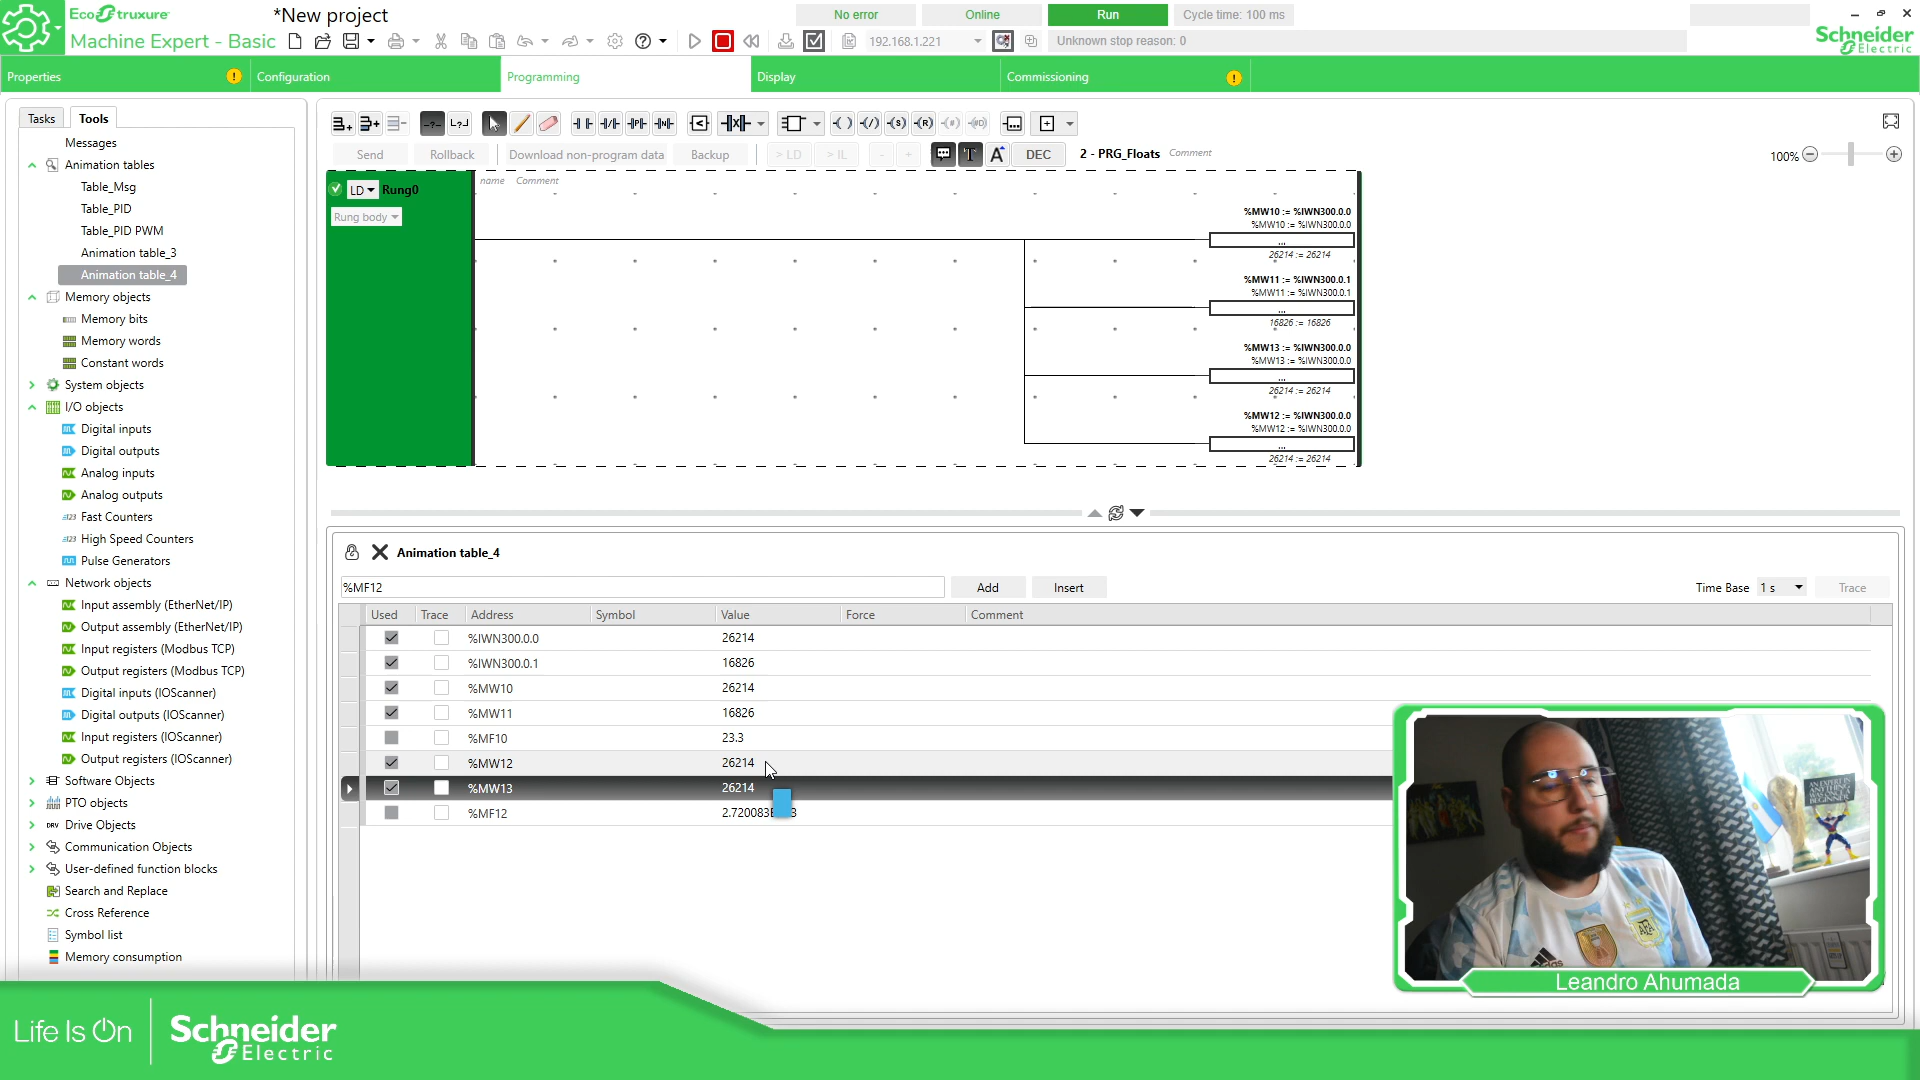 EcoStruxure
Machine Expert - Basic
*New project
No error
Online
Run
Cycle time: 100 ms
192.168.1.221
Unknown stop reason: 0
Schneider
Electric
Properties
Configuration
Programming
Display
Commissioning
Tasks
Tools
Messages
Animation tables
Table_Msg
Table_PID
Table_PID PWM
Animation table_3
Animation table_4
Memory objects
Memory bits
Memory words
Constant words
System objects
I/O objects
Digital inputs
Digital outputs
Analog inputs
Analog outputs
Fast Counters
High Speed Counters
Pulse Generators
Network objects
Input assembly (EtherNet/IP)
Output assembly (EtherNet/IP)
Input registers (Modbus TCP)
Output registers (Modbus TCP)
Digital inputs (IOScanner)
Digital outputs (IOScanner)
Input registers (IOScanner)
Output registers (IOScanner)
Software Objects
PTO objects
Drive Objects
Communication Objects
User-defined function blocks
Search and Replace
Cross Reference
Symbol list
Memory consumption
Send
Rollback
Download non-program data
Backup
> LD
> IL
-
+
DEC
2 - PRG_Floats
Comment
100%
LD
Rung0
name
Comment
Rung body
%MW10 := %IWN300.0.0
%MW10 := %IWN300.0.0
...
26214 := 26214
%MW11 := %IWN300.0.1
%MW11 := %IWN300.0.1
...
16826 := 16826
%MW13 := %IWN300.0.0
%MW13 := %IWN300.0.0
...
26214 := 26214
%MW12 := %IWN300.0.0
%MW12 := %IWN300.0.0
...
26214 := 26214
Animation table_4
%MF12
Add
Insert
Time Base
1 s
Trace
Used Trace Address Symbol Value Force Comment
%IWN300.0.0 26214
%IWN300.0.1 16826
%MW10 26214
%MW11 16826
%MF10 23.3
%MW12 26214
%MW13 26214
%MF12
AN EXPERT IN
ANYTHING
WAS ONCE A
BEGINNER
AFA
adidas
Leandro Ahumada
Life Is On
Schneider
Electric